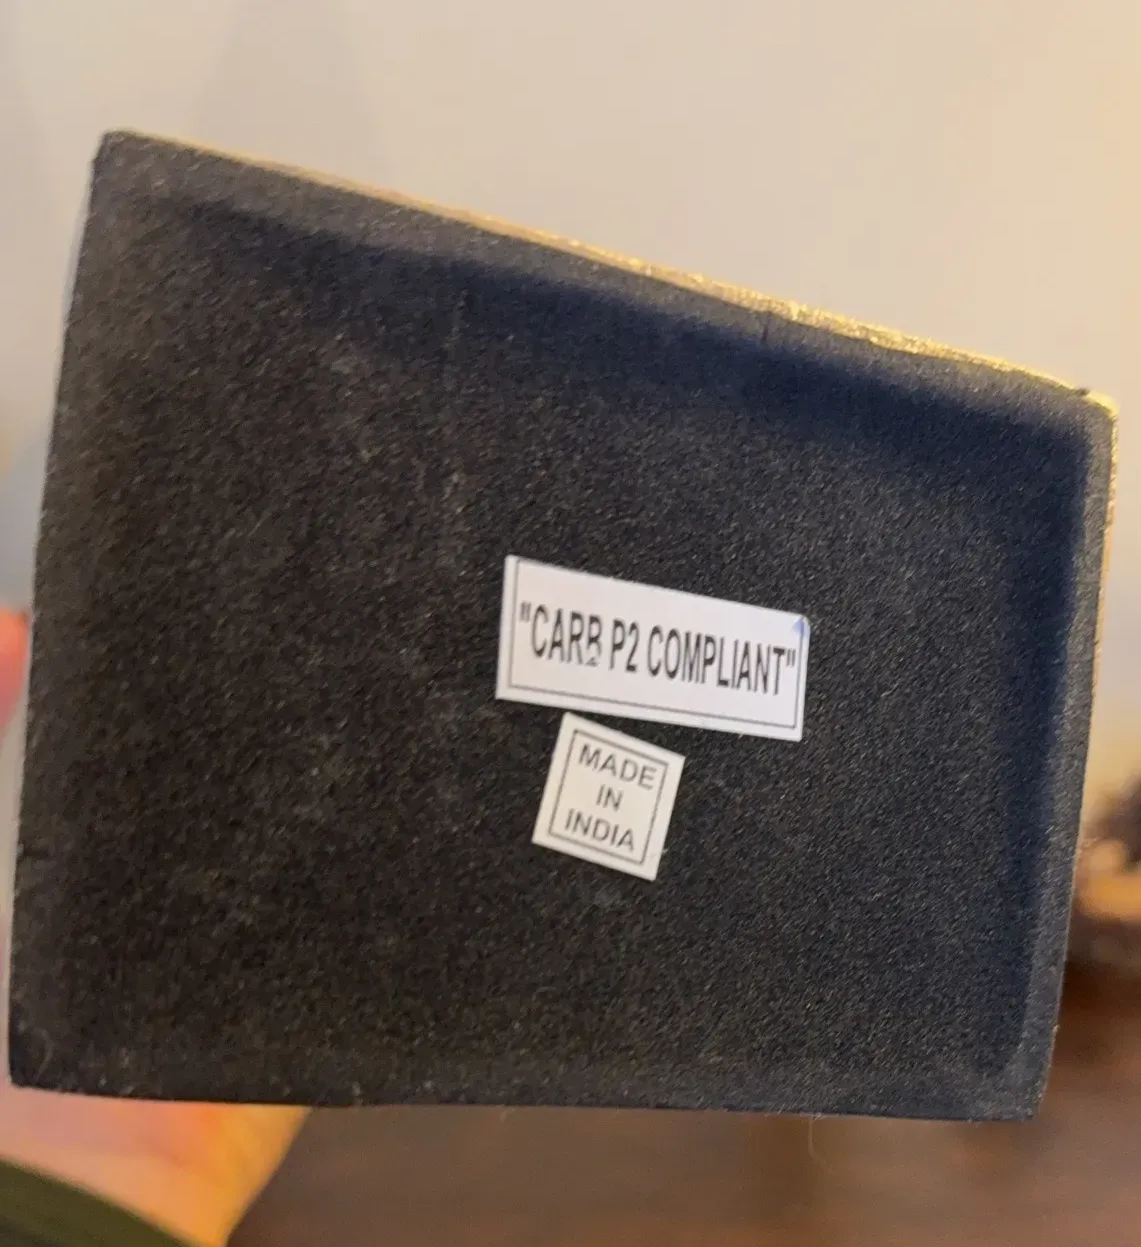 "CARB P2 COMPLIANT"
MADE
IN
INDIA